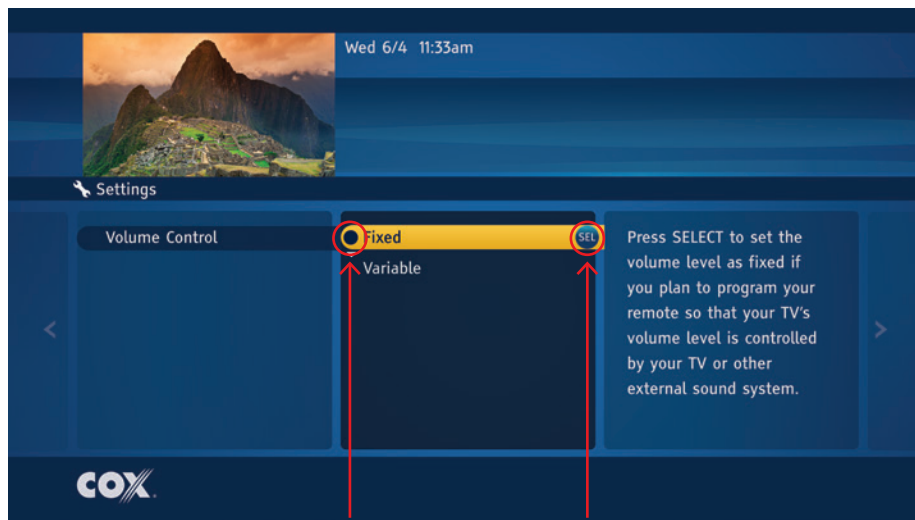 Wed 6/4 11:33am
Settings
Volume Control
Fixed
SEL
Variable
Press SELECT to set the
volume level as fixed if
you plan to program your
remote so that your TV's
volume level is controlled
by your TV or other
external sound system.
COX.